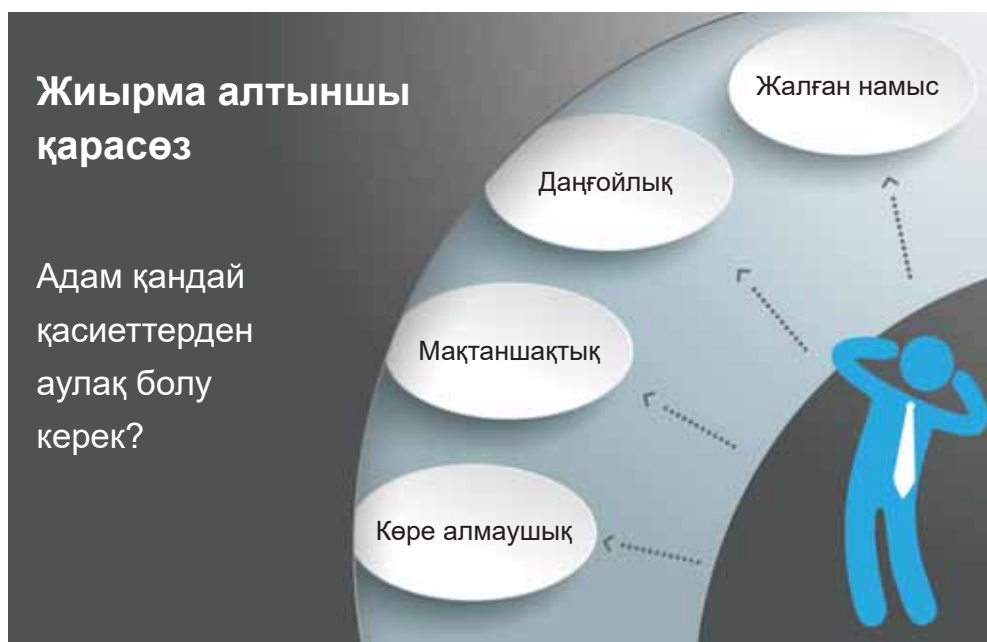 Жиырма алтыншы
қарасөз
Адам қандай
қасиеттерден
аулақ болу
керек?
Жалған намыс
Даңғойлық
Мақтаншақтық
Көре алмаушық